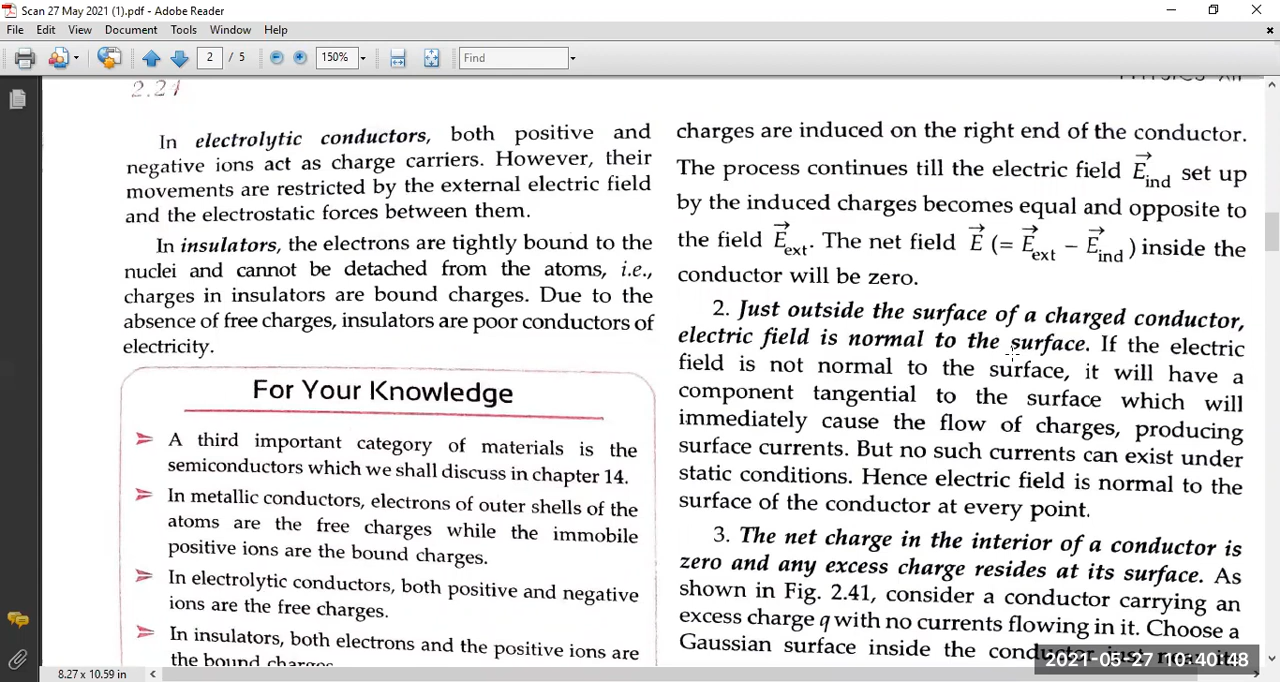 Scan 27 May 2021 (1).pdf - Adobe Reader
File Edit View Document Tools Window Help
2 / 5 150% Find
2.21
In electrolytic conductors, both positive and
negative ions act as charge carriers. However, their
movements are restricted by the external electric field
and the electrostatic forces between them.
In insulators, the electrons are tightly bound to the
nuclei and cannot be detached from the atoms, i.e.,
charges in insulators are bound charges. Due to the
absence of free charges, insulators are poor conductors of
electricity.
For Your Knowledge
➢ A third important category of materials is the
semiconductors which we shall discuss in chapter 14.
➢ In metallic conductors, electrons of outer shells of the
atoms are the free charges while the immobile
positive ions are the bound charges.
➢ In electrolytic conductors, both positive and negative
ions are the free charges.
➢ In insulators, both electrons and the positive ions are
the bound charges.
PHYSICS-XII
charges are induced on the right end of the conductor.
The process continues till the electric field E⃗ind set up
by the induced charges becomes equal and opposite to
the field E⃗ext. The net field E⃗ (= E⃗ext − E⃗ind) inside the
conductor will be zero.
2. Just outside the surface of a charged conductor,
electric field is normal to the surface. If the electric
field is not normal to the surface, it will have a
component tangential to the surface which will
immediately cause the flow of charges, producing
surface currents. But no such currents can exist under
static conditions. Hence electric field is normal to the
surface of the conductor at every point.
3. The net charge in the interior of a conductor is
zero and any excess charge resides at its surface. As
shown in Fig. 2.41, consider a conductor carrying an
excess charge q with no currents flowing in it. Choose a
Gaussian surface inside the conductor just near its
2021-05-27 10:40:48
8.27 x 10.59 in